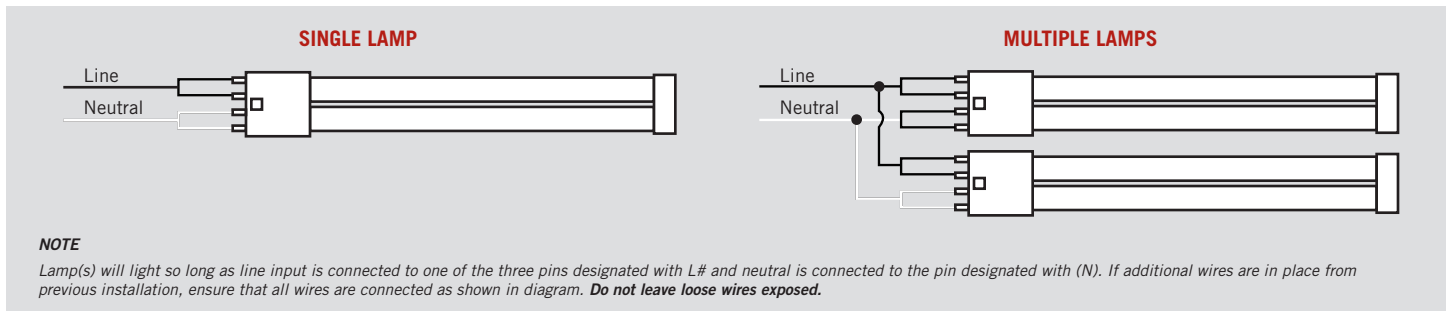 SINGLE LAMP
Line
Neutral
MULTIPLE LAMPS
Line
Neutral
NOTE
Lamp(s) will light so long as line input is connected to one of the three pins designated with L# and neutral is connected to the pin designated with (N). If additional wires are in place from
previous installation, ensure that all wires are connected as shown in diagram. Do not leave loose wires exposed.